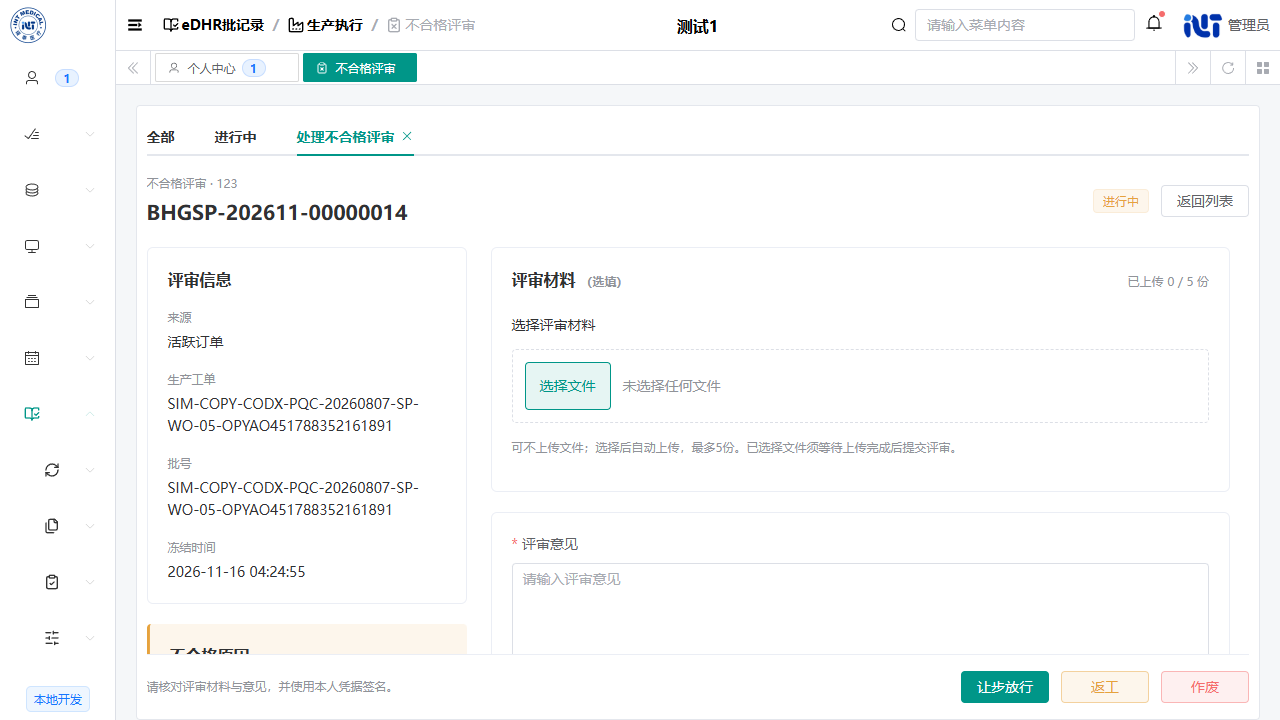 INT MEDICAL
eDHR批记录 / 生产执行 / 不合格评审
测试1
请输入菜单内容
管理员
1
个人中心 1
不合格评审
全部
进行中
处理不合格评审
不合格评审 · 123
BHGSP-202611-00000014
进行中
返回列表
评审信息
来源
活跃订单
生产工单
SIM-COPY-CODX-PQC-20260807-SP-
WO-05-OPYAO451788352161891
批号
SIM-COPY-CODX-PQC-20260807-SP-
WO-05-OPYAO451788352161891
冻结时间
2026-11-16 04:24:55
不合格原因
评审材料 (选填)
已上传 0 / 5 份
选择评审材料
选择文件 未选择任何文件
可不上传文件；选择后自动上传，最多5份。已选择文件须等待上传完成后提交评审。
* 评审意见
请输入评审意见
本地开发
请核对评审材料与意见，并使用本人凭据签名。
让步放行
返工
作废